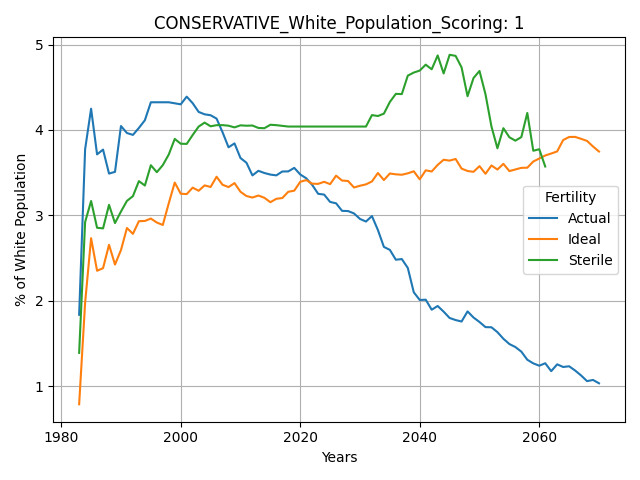 CONSERVATIVE_White_Population_Scoring: 1
% of White Population
5
4
3
2
1
Fertility
Actual
Ideal
Sterile
1980 2000 2020 2040 2060
Years